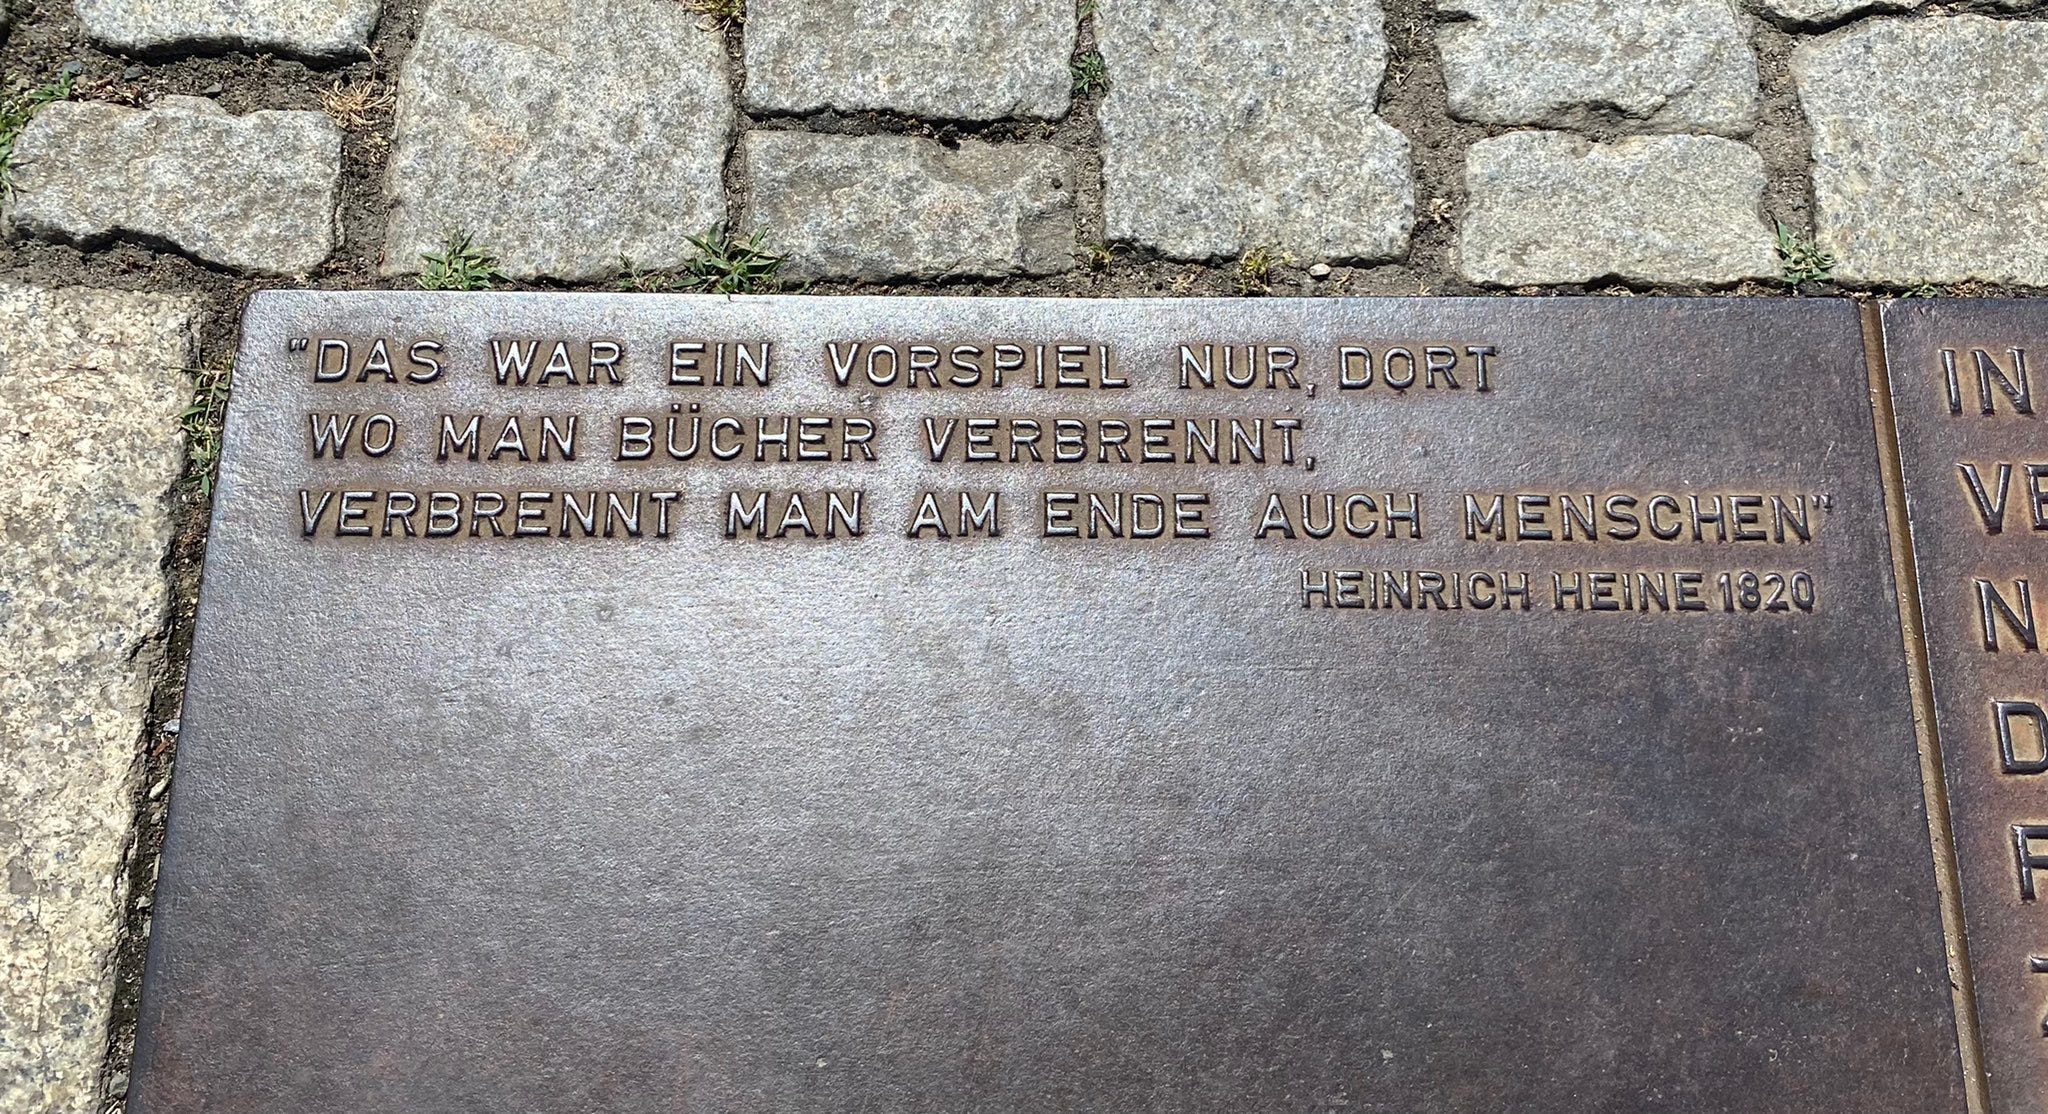 "DAS WAR EIN VORSPIEL NUR, DORT
WO MAN BÜCHER VERBRENNT,
VERBRENNT MAN AM ENDE AUCH MENSCHEN"
HEINRICH HEINE 1820
IN